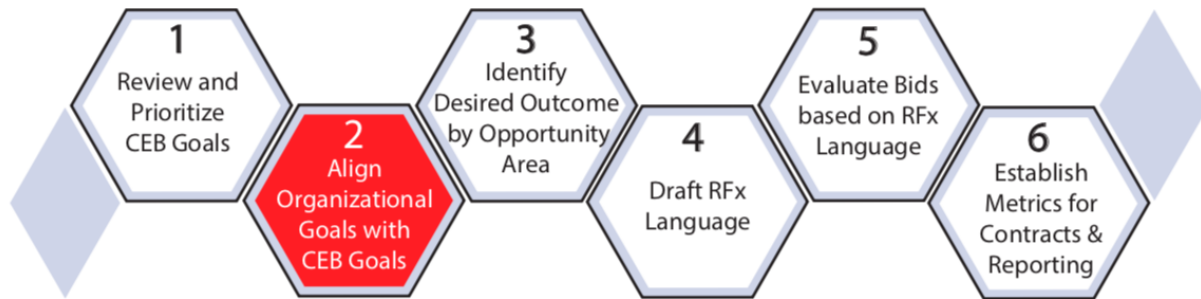 1
Review and
Prioritize
CEB Goals
2
Align
Organizational
Goals with
CEB Goals
3
Identify
Desired Outcome
by Opportunity
Area
4
Draft RFx
Language
5
Evaluate Bids
based on RFx
Language
6
Establish
Metrics for
Contracts &
Reporting